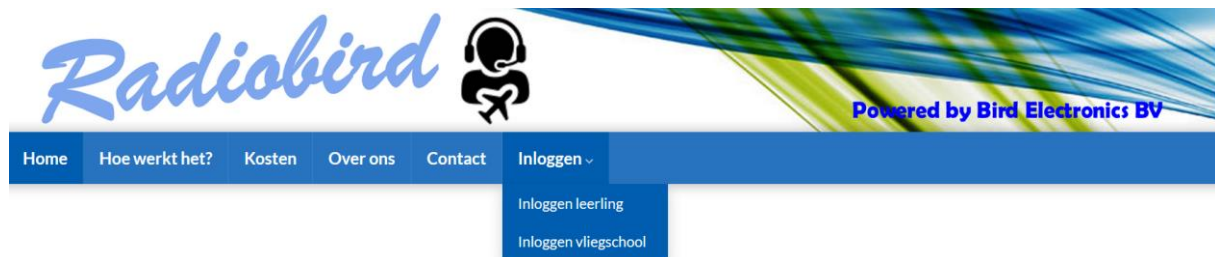 Radiobird
Powered by Bird Electronics BV
Home Hoe werkt het? Kosten Over ons Contact Inloggen
Inloggen leerling
Inloggen vliegschool